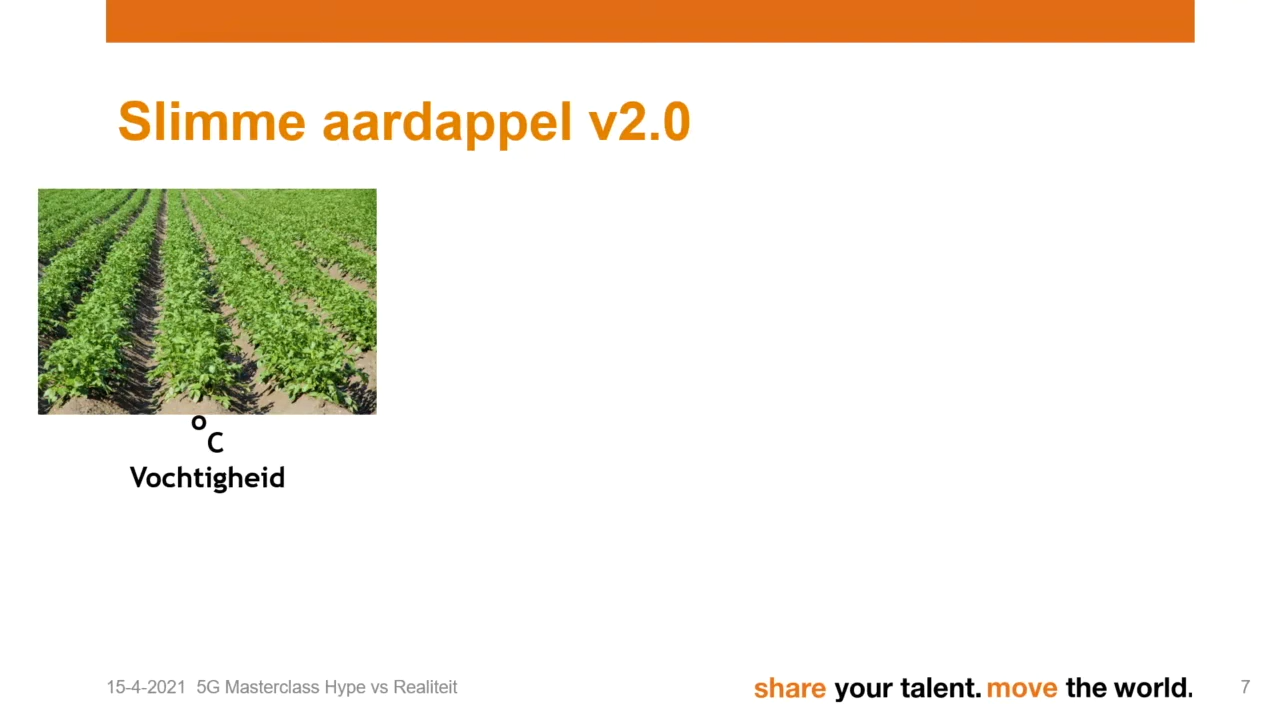 Slimme aardappel v2.0
°C
Vochtigheid
15-4-2021 5G Masterclass Hype vs Realiteit
share your talent. move the world.
7